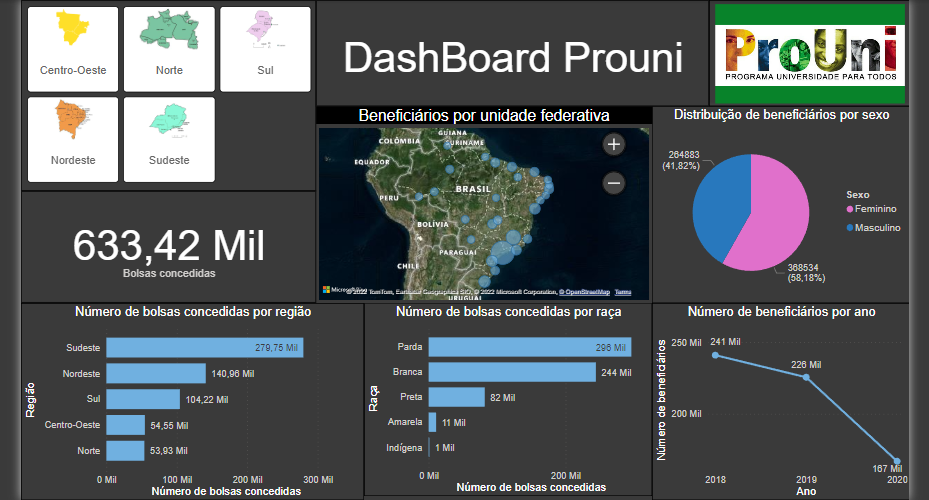 Centro-Oeste
Norte
Sul
Nordeste
Sudeste
DashBoard Prouni
ProUni
PROGRAMA UNIVERSIDADE PARA TODOS
633,42 Mil
Bolsas concedidas
Beneficiários por unidade federativa
GUIANA
COLÔMBIA
SURINAME
EQUADOR
BRASIL
PERU
BOLÍVIA
PARAGUAI
CHILE
URUGUAI
© 2022 TomTom, Earthstar Geographics SIO, © 2022 Microsoft Corporation, © OpenStreetMap Terms
Distribuição de beneficiários por sexo
264883
(41,82%)
368534
(58,18%)
Sexo
Feminino
Masculino
Número de bolsas concedidas por região
Região
Sudeste 279,75 Mil
Nordeste 140,96 Mil
Sul 104,22 Mil
Centro-Oeste 54,55 Mil
Norte 53,93 Mil
0 Mil 100 Mil 200 Mil 300 Mil
Número de bolsas concedidas
Número de bolsas concedidas por raça
Raça
Parda 296 Mil
Branca 244 Mil
Preta 82 Mil
Amarela 11 Mil
Indígena 1 Mil
0 Mil 200 Mil
Número de bolsas concedidas
Número de beneficiários por ano
Número de beneficiários
250 Mil
200 Mil
241 Mil
226 Mil
167 Mil
2018 2019 2020
Ano